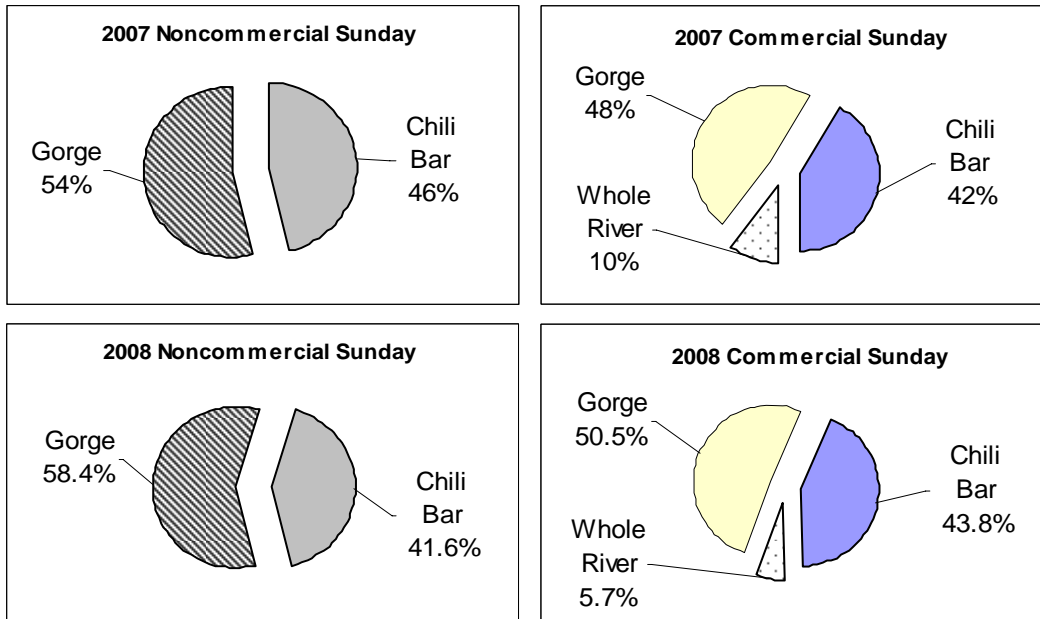 2007 Noncommercial Sunday
Gorge
54%
Chili
Bar
46%
2007 Commercial Sunday
Gorge
48%
Whole
River
10%
Chili
Bar
42%
2008 Noncommercial Sunday
Gorge
58.4%
Chili
Bar
41.6%
2008 Commercial Sunday
Gorge
50.5%
Whole
River
5.7%
Chili
Bar
43.8%